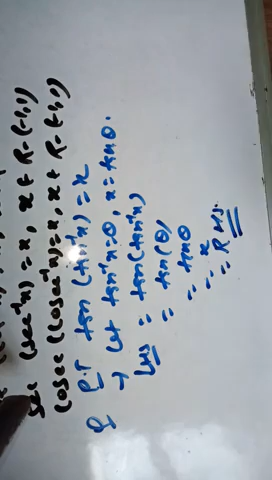 sec (sec⁻¹x) = x, x ∈ R-(-1,1)
cosec (cosec⁻¹x) = x, x ∈ R-(-1,1)
Q P.T tan (tan⁻¹x) = x
→ Let tan⁻¹x = θ, x = tanθ.
LHS = tan(tan⁻¹x)
= tan(θ)
= tanθ
= x
= RHS.